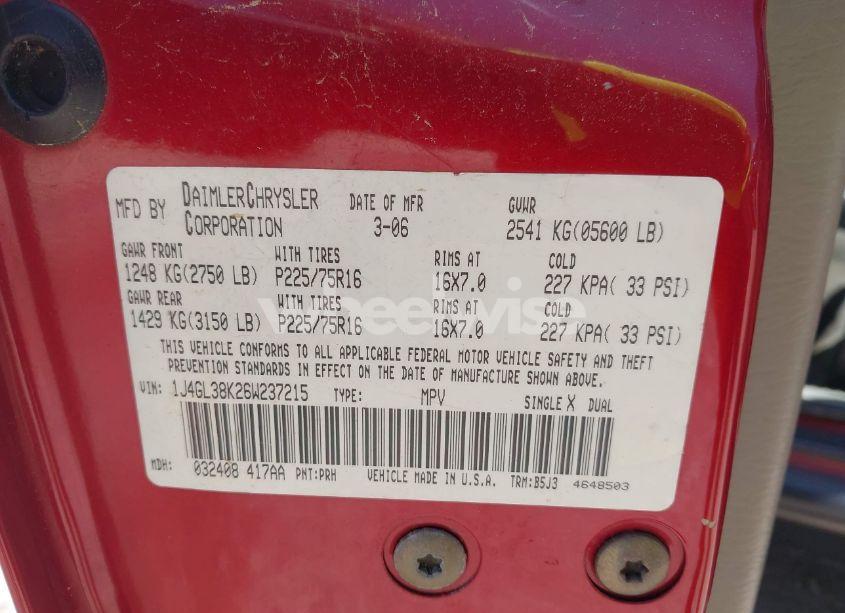 MFD BY DAIMLERCHRYSLER CORPORATION DATE OF MFR 3-06 GVWR 2541 KG(05600 LB)
GAWR FRONT WITH TIRES RIMS AT COLD
1248 KG(2750 LB) P225/75R16 16X7.0 227 KPA( 33 PSI)
GAWR REAR WITH TIRES RIMS AT COLD
1429 KG(3150 LB) P225/75R16 16X7.0 227 KPA( 33 PSI)
THIS VEHICLE CONFORMS TO ALL APPLICABLE FEDERAL MOTOR VEHICLE SAFETY AND THEFT
PREVENTION STANDARDS IN EFFECT ON THE DATE OF MANUFACTURE SHOWN ABOVE.
VIN: 1J4GL38K26W237215 TYPE: MPV SINGLE X DUAL
MDH: 032408 417AA PNT:PRH VEHICLE MADE IN U.S.A. TRM:B5J3 4648503